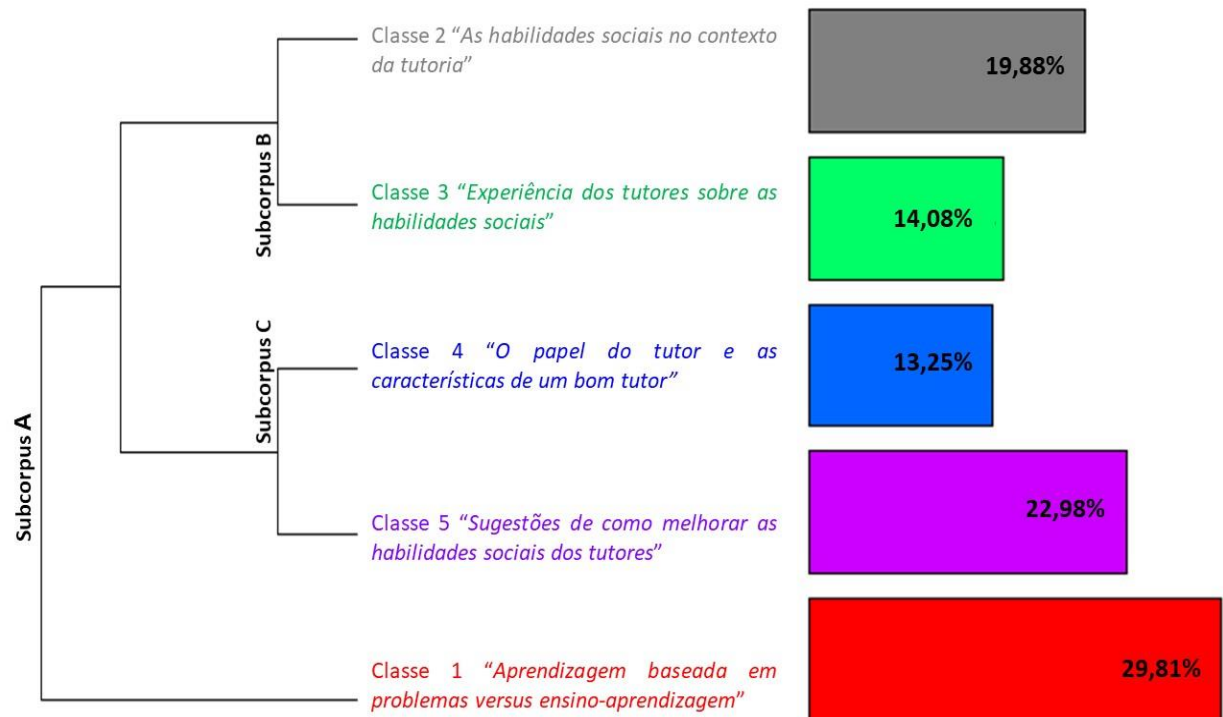 Classe 2 “As habilidades sociais no contexto
da tutoria”
19,88%
Subcorpus B
Classe 3 “Experiência dos tutores sobre as
habilidades sociais”
14,08%
Classe 4 “O papel do tutor e as
características de um bom tutor”
13,25%
Subcorpus C
Subcorpus A
Classe 5 “Sugestões de como melhorar as
habilidades sociais dos tutores”
22,98%
Classe 1 “Aprendizagem baseada em
problemas versus ensino-aprendizagem”
29,81%